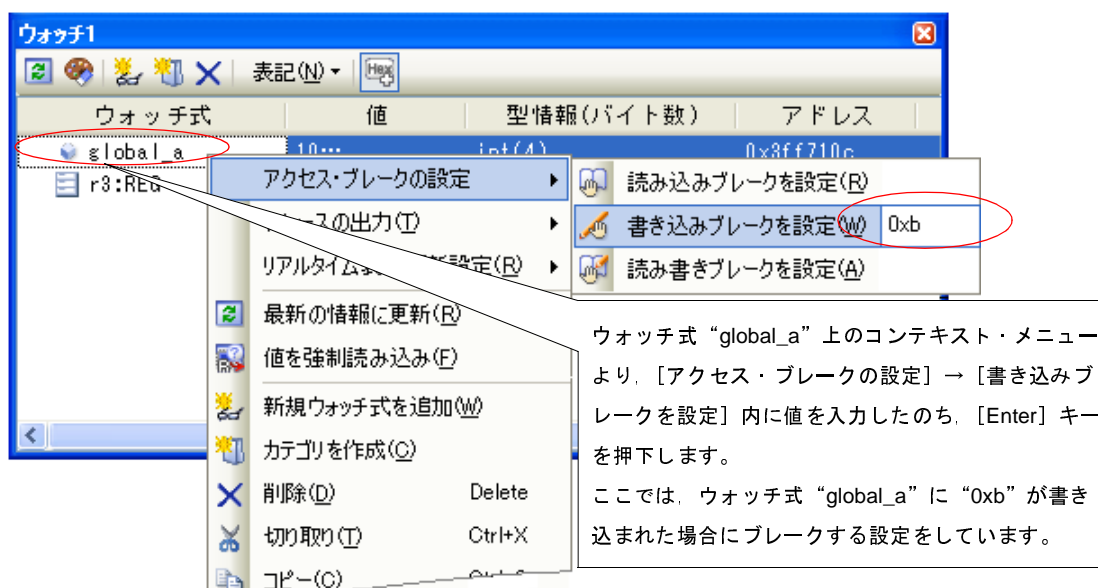 ウォッチ1
表記(N)
Hex
ウォッチ式 値 型情報(バイト数) アドレス
global_a 10… int(4) 0x3ff710c
r3:REG
アクセス・ブレークの設定
の出力(T)
設定(R)
最新の情報に更新(R)
値を強制読み込み(F)
新規ウォッチ式を追加(W)
カテゴリを作成(C)
削除(D) Delete
切り取り(T) Ctrl+X
コピー(C)
読み込みブレークを設定(R)
書き込みブレークを設定(W) 0xb
読み書きブレークを設定(A)
ウォッチ式“global_a”上のコンテキスト・メニュー
より,[アクセス・ブレークの設定]→[書き込みブ
レークを設定]内に値を入力したのち,[Enter]キー
を押下します。
ここでは,ウォッチ式“global_a”に“0xb”が書き
込まれた場合にブレークする設定をしています。